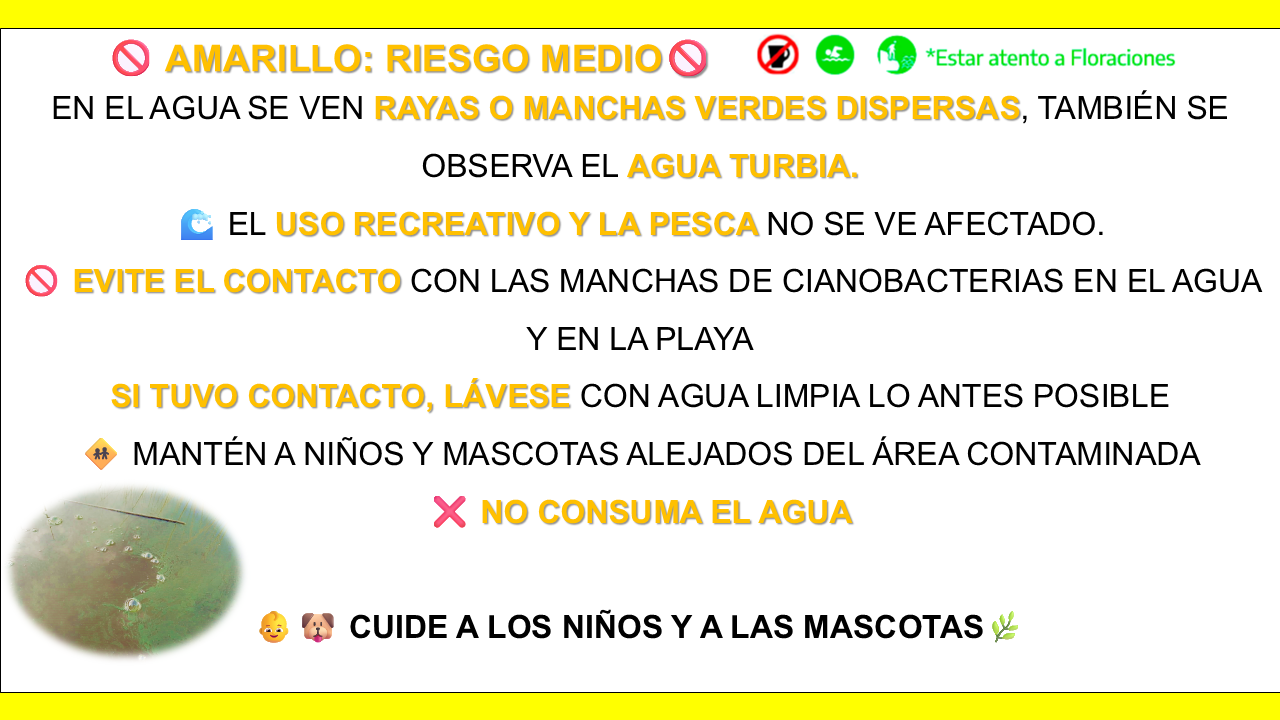 🚫 AMARILLO: RIESGO MEDIO🚫
*Estar atento a Floraciones
EN EL AGUA SE VEN RAYAS O MANCHAS VERDES DISPERSAS, TAMBIÉN SE
OBSERVA EL AGUA TURBIA.
🌊 EL USO RECREATIVO Y LA PESCA NO SE VE AFECTADO.
🚫 EVITE EL CONTACTO CON LAS MANCHAS DE CIANOBACTERIAS EN EL AGUA
Y EN LA PLAYA
SI TUVO CONTACTO, LÁVESE CON AGUA LIMPIA LO ANTES POSIBLE
🚸 MANTÉN A NIÑOS Y MASCOTAS ALEJADOS DEL ÁREA CONTAMINADA
❌ NO CONSUMA EL AGUA
👶 🐶 CUIDE A LOS NIÑOS Y A LAS MASCOTAS🌿